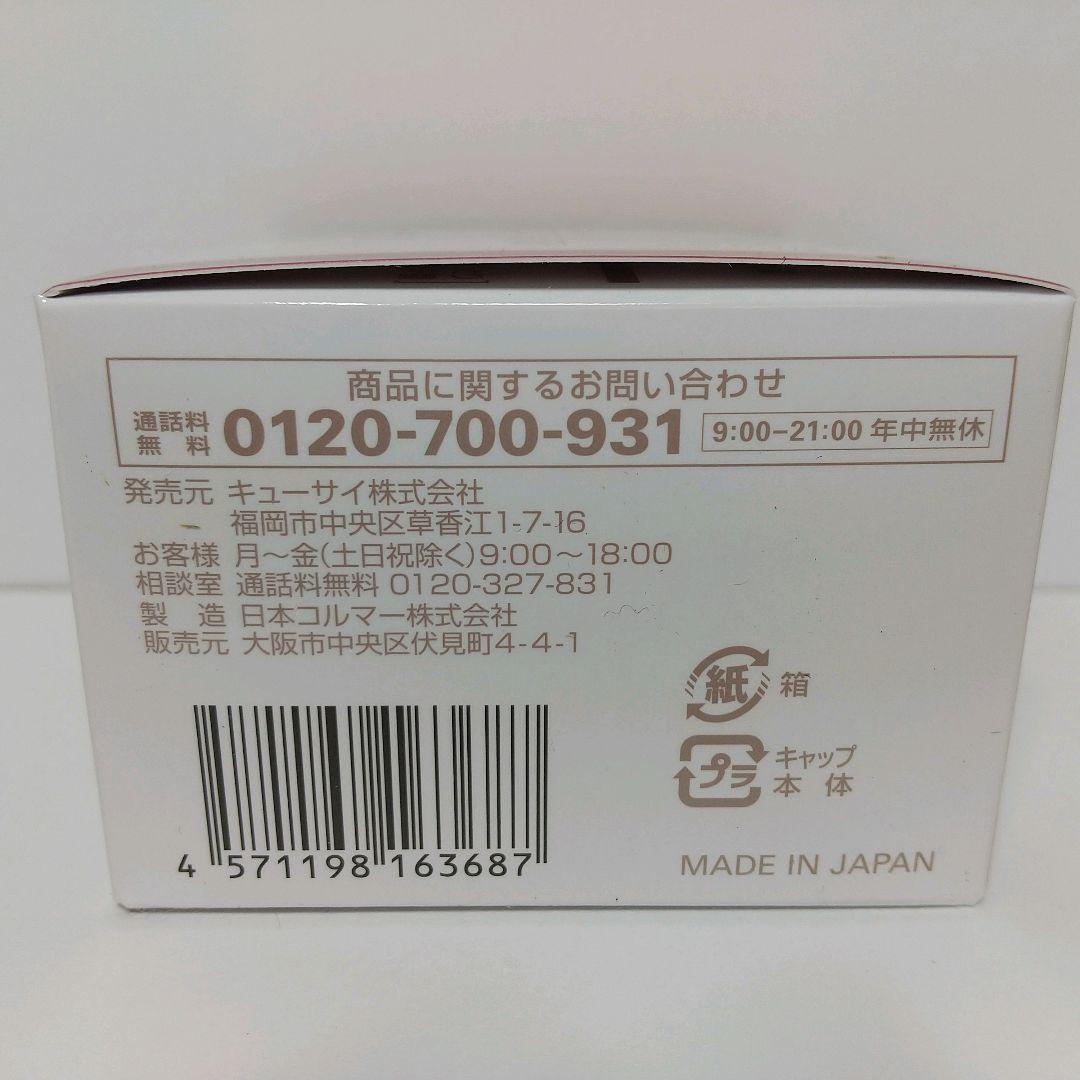 商品に関するお問い合わせ
通話料無料 0120-700-931 9:00-21:00 年中無休
発売元 キューサイ株式会社
福岡市中央区草香江1-7-16
お客様 月〜金(土日祝除く)9:00〜18:00
相談室 通話料無料 0120-327-831
製造 日本コルマー株式会社
販売元 大阪市中央区伏見町4-4-1
紙 箱
プラ キャップ
本体
4 571198 163687
MADE IN JAPAN